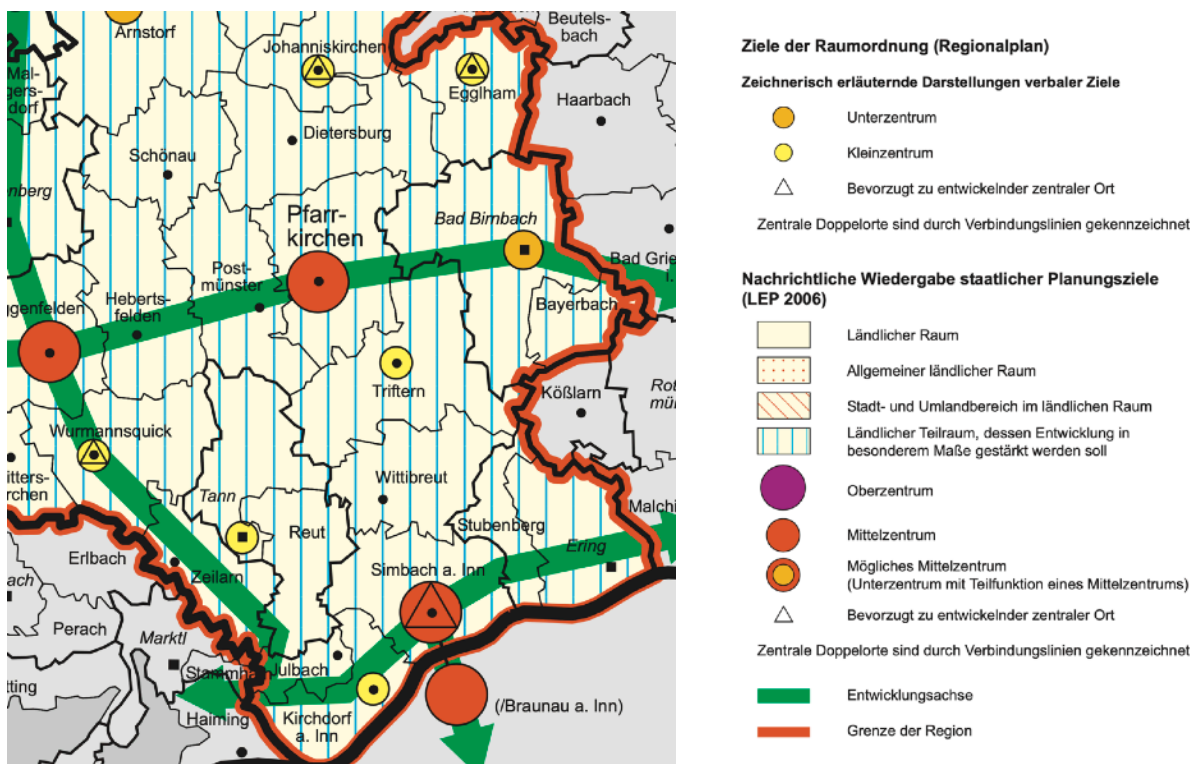 Arnstorf
Johanniskirchen
Beutels-
bach
Mal-
gers-
dorf
Egglham
Haarbach
Dietersburg
Schönau
enberg
Pfarr-
kirchen
Bad Birnbach
Post-
münster
Bad Grie
i.
ggenfelden
Heberts-
felden
Bayerbach
Triftern
Kößlarn
Rot
mü
Wurmannsquick
itters-
kirchen
Wittibreut
Tann
Reut
Stubenberg
Malchi
Erlbach
Ering
Zeilarn
Simbach a. Inn
ach
Perach
Marktl
Stammham
Julbach
tting
Haiming
Kirchdorf
a. Inn
(/Braunau a. Inn)
Ziele der Raumordnung (Regionalplan)
Zeichnerisch erläuternde Darstellungen verbaler Ziele
Unterzentrum
Kleinzentrum
Bevorzugt zu entwickelnder zentraler Ort
Zentrale Doppelorte sind durch Verbindungslinien gekennzeichnet
Nachrichtliche Wiedergabe staatlicher Planungsziele
(LEP 2006)
Ländlicher Raum
Allgemeiner ländlicher Raum
Stadt- und Umlandbereich im ländlichen Raum
Ländlicher Teilraum, dessen Entwicklung in
besonderem Maße gestärkt werden soll
Oberzentrum
Mittelzentrum
Mögliches Mittelzentrum
(Unterzentrum mit Teilfunktion eines Mittelzentrums)
Bevorzugt zu entwickelnder zentraler Ort
Zentrale Doppelorte sind durch Verbindungslinien gekennzeichnet
Entwicklungsachse
Grenze der Region